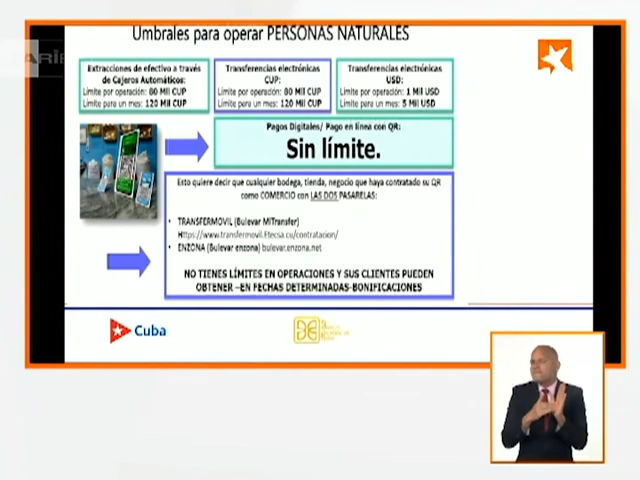 Umbrales para operar PERSONAS NATURALES
Extracciones de efectivo a través
de Cajeros Automáticos:
Límite por operación: 80 Mil CUP
Límite para un mes: 120 Mil CUP
Transferencias electrónicas
CUP:
Límite por operación: 80 Mil CUP
Límite para un mes: 120 Mil CUP
Transferencias electrónicas
USD:
Límite por operación: 1 Mil USD
Límite para un mes: 5 Mil USD
Pagos Digitales/ Pago en línea con QR:
Sin límite.
Esto quiere decir que cualquier bodega, tienda, negocio que haya contratado su QR
como COMERCIO con LAS DOS PASARELAS:
• TRANSFERMOVIL (Bulevar MiTransfer)
Https://www.transfermovil.Etecsa.cu/contratacion/
• ENZONA (Bulevar enzona) bulevar.enzona.net
NO TIENES LÍMITES EN OPERACIONES Y SUS CLIENTES PUEDEN
OBTENER –EN FECHAS DETERMINADAS-BONIFICACIONES
Cuba